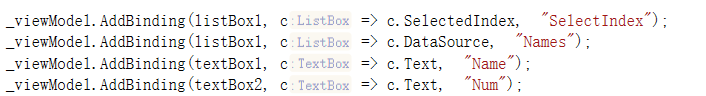 _viewModel.AddBinding(listBox1, c:ListBox => c.SelectedIndex, "SelectIndex");
_viewModel.AddBinding(listBox1, c:ListBox => c.DataSource, "Names");
_viewModel.AddBinding(textBox1, c:TextBox => c.Text, "Name");
_viewModel.AddBinding(textBox2, c:TextBox => c.Text, "Num");